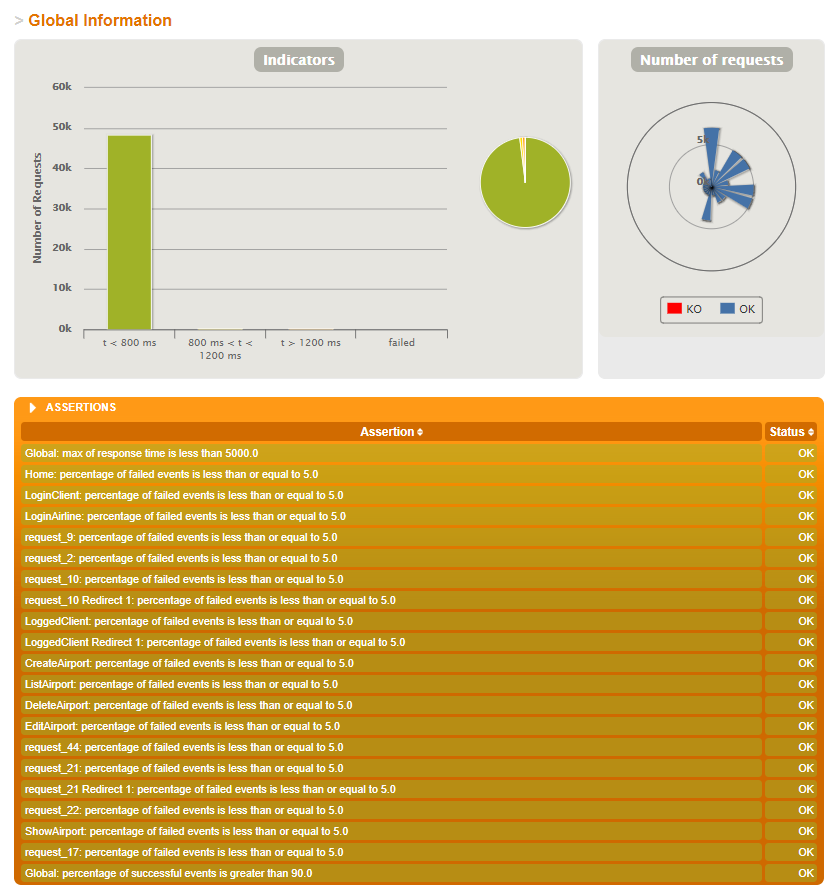 > Global Information
Indicators
Number of Requests
60k
50k
40k
30k
20k
10k
0k
t < 800 ms
800 ms < t <
1200 ms
t > 1200 ms
failed
Number of requests
5k
0
KO
OK
ASSERTIONS
Assertion
Status
Global: max of response time is less than 5000.0
OK
Home: percentage of failed events is less than or equal to 5.0
OK
LoginClient: percentage of failed events is less than or equal to 5.0
OK
LoginAirline: percentage of failed events is less than or equal to 5.0
OK
request_9: percentage of failed events is less than or equal to 5.0
OK
request_2: percentage of failed events is less than or equal to 5.0
OK
request_10: percentage of failed events is less than or equal to 5.0
OK
request_10 Redirect 1: percentage of failed events is less than or equal to 5.0
OK
LoggedClient: percentage of failed events is less than or equal to 5.0
OK
LoggedClient Redirect 1: percentage of failed events is less than or equal to 5.0
OK
CreateAirport: percentage of failed events is less than or equal to 5.0
OK
ListAirport: percentage of failed events is less than or equal to 5.0
OK
DeleteAirport: percentage of failed events is less than or equal to 5.0
OK
EditAirport: percentage of failed events is less than or equal to 5.0
OK
request_44: percentage of failed events is less than or equal to 5.0
OK
request_21: percentage of failed events is less than or equal to 5.0
OK
request_21 Redirect 1: percentage of failed events is less than or equal to 5.0
OK
request_22: percentage of failed events is less than or equal to 5.0
OK
ShowAirport: percentage of failed events is less than or equal to 5.0
OK
request_17: percentage of failed events is less than or equal to 5.0
OK
Global: percentage of successful events is greater than 90.0
OK